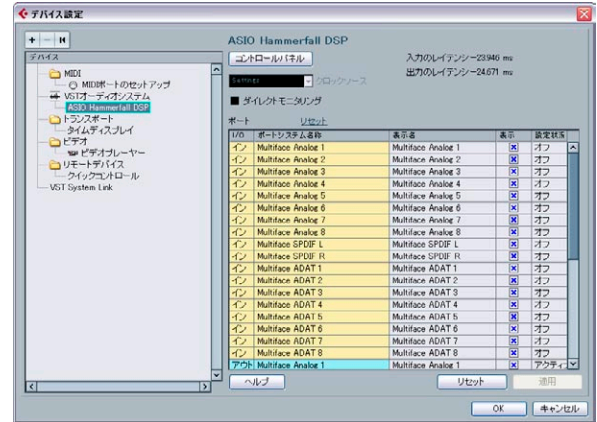 デバイス設定
+ − |◀
デバイス
MIDI
MIDIポートのセットアップ
VSTオーディオシステム
ASIO Hammerfall DSP
トランスポート
タイムディスプレイ
ビデオ
ビデオプレーヤー
リモートデバイス
クイックコントロール
VST System Link
ASIO Hammerfall DSP
コントロールパネル
入力のレイテンシー23.946 ms
出力のレイテンシー24.671 ms
Settings クロックソース
ダイレクトモニタリング
ポート リセット
I/O ポートシステム名称 表示名 表示 設定状況
イン Multiface Analog 1 Multiface Analog 1 オフ
イン Multiface Analog 2 Multiface Analog 2 オフ
イン Multiface Analog 3 Multiface Analog 3 オフ
イン Multiface Analog 4 Multiface Analog 4 オフ
イン Multiface Analog 5 Multiface Analog 5 オフ
イン Multiface Analog 6 Multiface Analog 6 オフ
イン Multiface Analog 7 Multiface Analog 7 オフ
イン Multiface Analog 8 Multiface Analog 8 オフ
イン Multiface SPDIF L Multiface SPDIF L オフ
イン Multiface SPDIF R Multiface SPDIF R オフ
イン Multiface ADAT 1 Multiface ADAT 1 オフ
イン Multiface ADAT 2 Multiface ADAT 2 オフ
イン Multiface ADAT 3 Multiface ADAT 3 オフ
イン Multiface ADAT 4 Multiface ADAT 4 オフ
イン Multiface ADAT 5 Multiface ADAT 5 オフ
イン Multiface ADAT 6 Multiface ADAT 6 オフ
イン Multiface ADAT 7 Multiface ADAT 7 オフ
イン Multiface ADAT 8 Multiface ADAT 8 オフ
アウト Multiface Analog 1 Multiface Analog 1 アクティ
ヘルプ リセット 適用
OK キャンセル